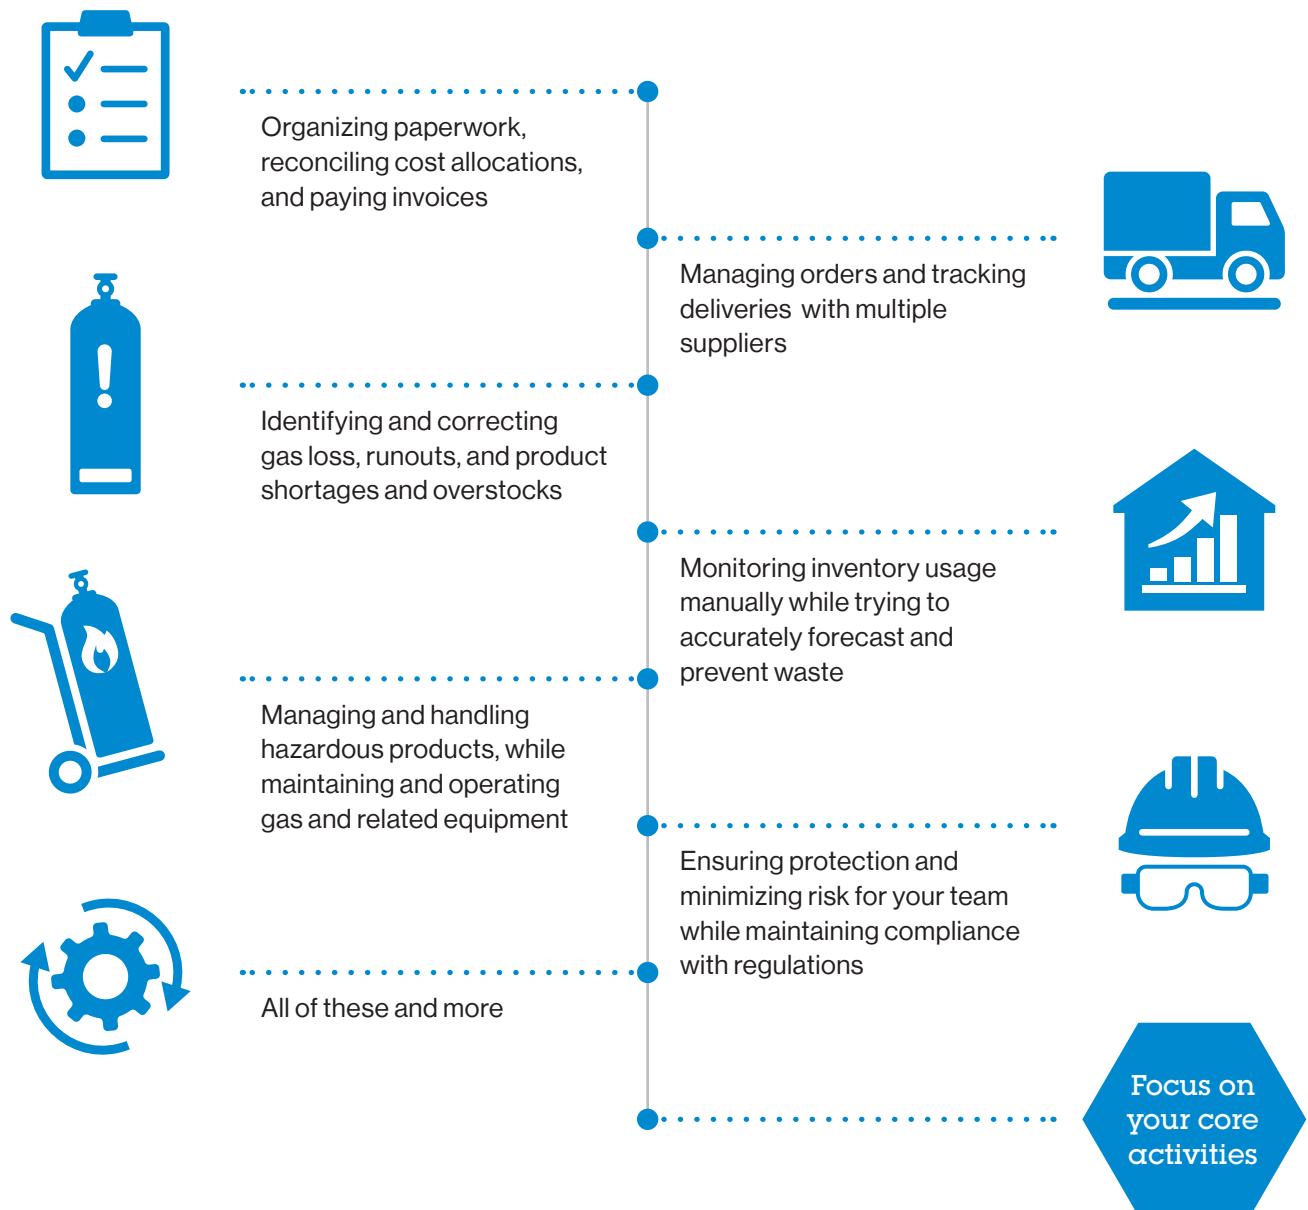 Organizing paperwork,
reconciling cost allocations,
and paying invoices
Managing orders and tracking
deliveries  with multiple
suppliers
Identifying and correcting
gas loss, runouts, and product
shortages and overstocks
Monitoring inventory usage
manually while trying to
accurately forecast and
prevent waste
Managing and handling
hazardous products, while
maintaining and operating
gas and related equipment
Ensuring protection and
minimizing risk for your team
while maintaining compliance
with regulations
All of these and more
Focus on
your core
activities